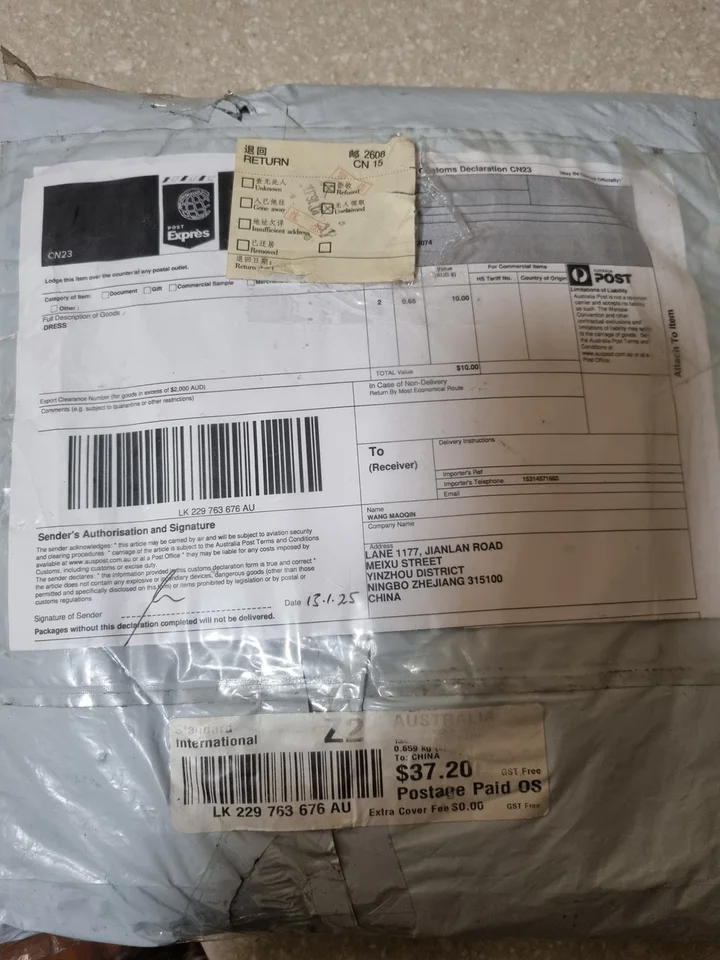 退回
RETURN
邮 2608
CN 15
查无此人
Unknown
拒收
Refused
人已他往
Gone away
无人领取
Unclaimed
地址欠详
Insufficient address
已迁居
Removed
退回日期:
Return
Customs Declaration CN23
POST
Express
CN23
2074
Lodge this item over the counter at any postal outlet.
Category of Item:
Document
Gift
Commercial Sample
Other :
Full Description of Goods
DRESS
Value
For Commercial Items
HS Tariff No.
Country of Origin
2
0.66
10.00
POST
Limitations of Liability
Attach To Item
TOTAL Value
$10.00
Export Clearance Number (for goods in excess of $2,000 AUD)
Comments (e.g. subject to quarantine or other restrictions)
In Case of Non-Delivery
Return By Most Economical Route
LK 229 763 676 AU
To
(Receiver)
Delivery Instructions
Importer's Ref
Importer's Telephone
Email
Name
WANG MAOQIN
Company Name
Address
LANE 1177, JIANLAN ROAD
MEIXU STREET
YINZHOU DISTRICT
NINGBO ZHEJIANG 315100
CHINA
Sender's Authorisation and Signature
Signature of Sender
Date 13.1.25
Packages without this declaration completed will not be delivered.
Standard
International
Z2
AUSTRALIA
0.659 kg
To: CHINA
$37.20
GST Free
Postage Paid OS
LK 229 763 676 AU
Extra Cover Fee $0.00
GST Free